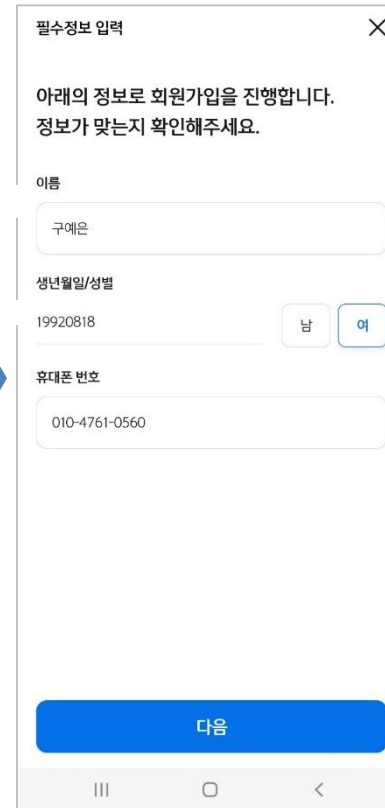 필수정보 입력
아래의 정보로 회원가입을 진행합니다.
정보가 맞는지 확인해주세요.
이름
구예은
생년월일/성별
19920818
남 여
휴대폰 번호
010-4761-0560
다음